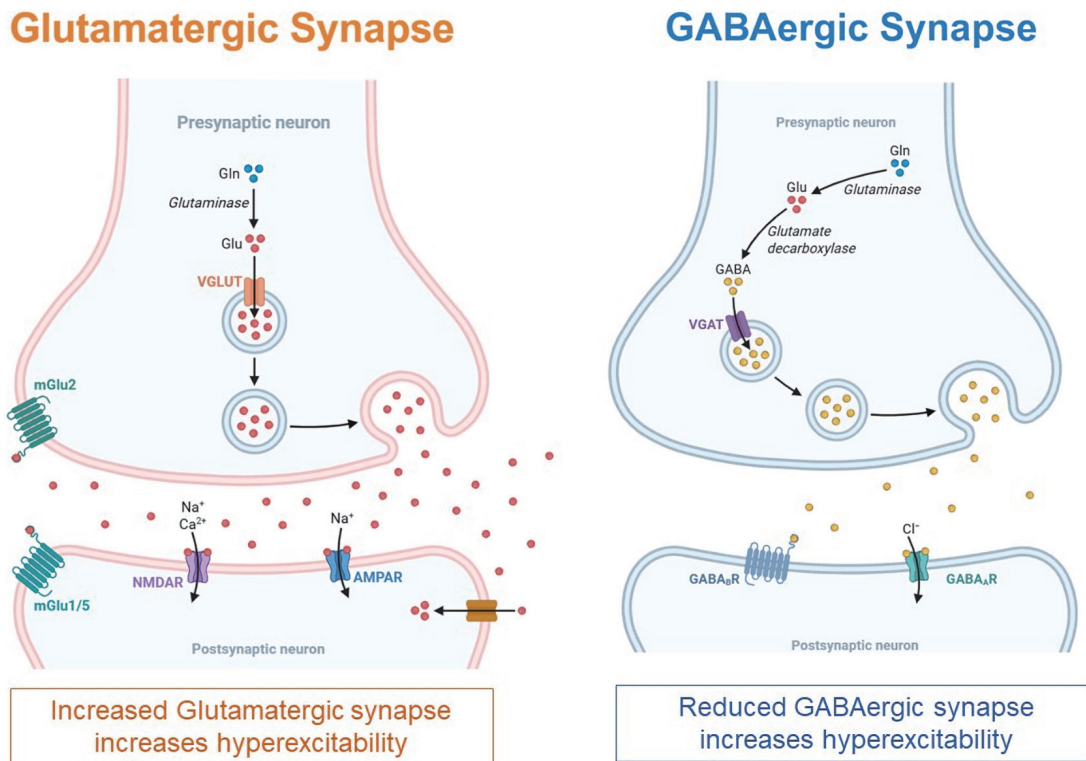 Glutamatergic Synapse
Presynaptic neuron
Gln
Glutaminase
Glu
VGLUT
mGlu2
Na⁺
Ca²⁺
Na⁺
NMDAR
AMPAR
mGlu1/5
Postsynaptic neuron
Increased Glutamatergic synapse
increases hyperexcitability
GABAergic Synapse
Presynaptic neuron
Gln
Glu
Glutaminase
Glutamate
decarboxylase
GABA
VGAT
Cl⁻
GABA_BR
GABA_AR
Postsynaptic neuron
Reduced GABAergic synapse
increases hyperexcitability